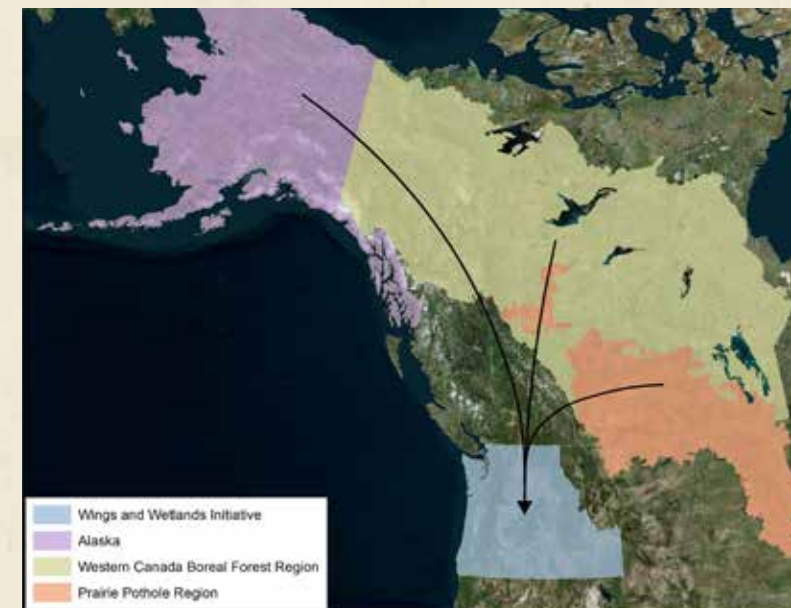 Wings and Wetlands Initiative
Alaska
Western Canada Boreal Forest Region
Prairie Pothole Region